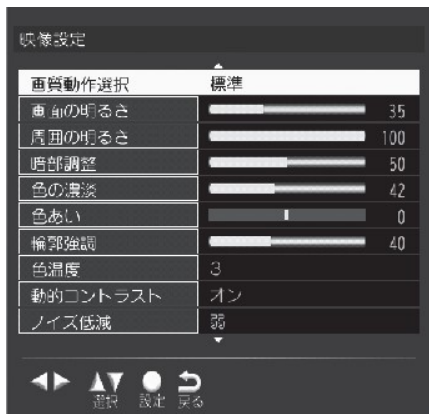 映像設定
画質動作選択 標準
画面の明るさ 35
周囲の明るさ 100
暗部調整 50
色の濃淡 42
色あい 0
輪郭強調 40
色温度 3
動的コントラスト オン
ノイズ低減 弱
選択 設定 戻る